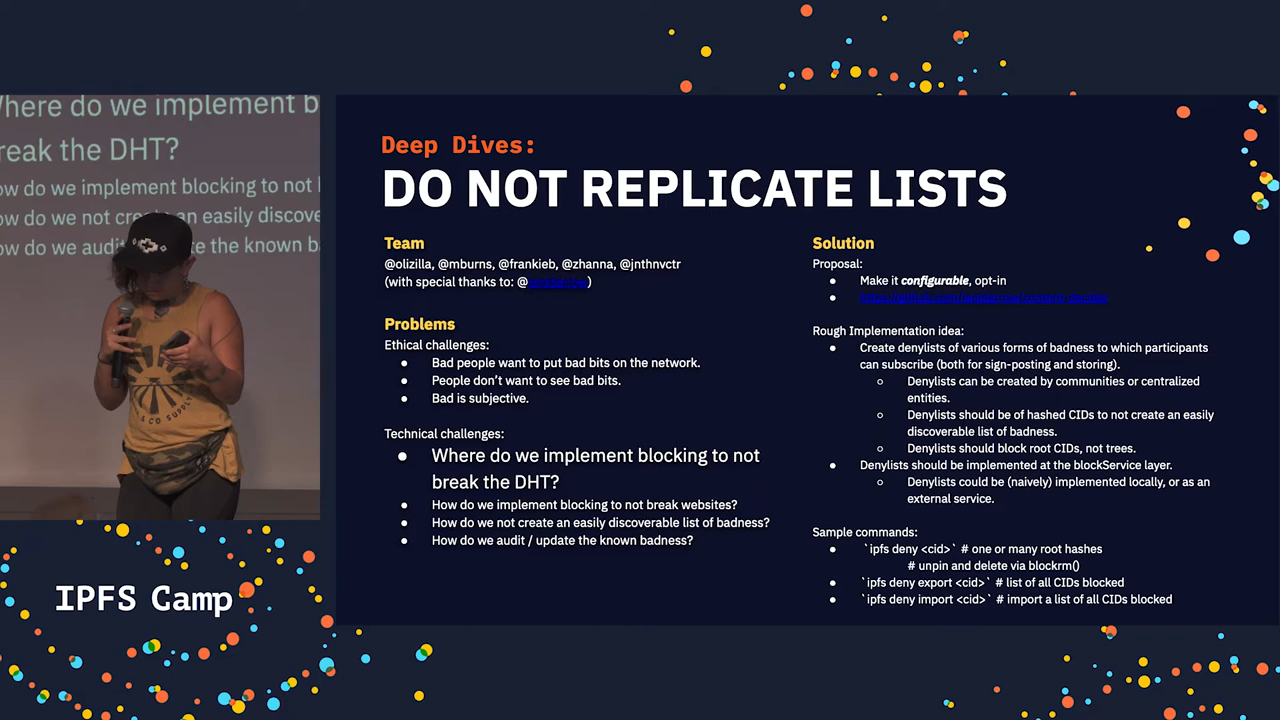 here do we implement b
reak the DHT?
ow do we implement blocking to not
ow do we not create an easily discove
ow do we audit
te the known ba
& CO SUPPLY
IPFS Camp
Deep Dives:
DO NOT REPLICATE LISTS
Team
@olizilla, @mburns, @frankieb, @zhanna, @jnthnvctr
(with special thanks to: @
)
Problems
Ethical challenges:
● Bad people want to put bad bits on the network.
● People don’t want to see bad bits.
● Bad is subjective.
Technical challenges:
● Where do we implement blocking to not
break the DHT?
● How do we implement blocking to not break websites?
● How do we not create an easily discoverable list of badness?
● How do we audit / update the known badness?
Solution
Proposal:
● Make it configurable, opt-in
Rough Implementation idea:
● Create denylists of various forms of badness to which participants
can subscribe (both for sign-posting and storing).
○ Denylists can be created by communities or centralized
entities.
○ Denylists should be of hashed CIDs to not create an easily
discoverable list of badness.
○ Denylists should block root CIDs, not trees.
● Denylists should be implemented at the blockService layer.
○ Denylists could be (naively) implemented locally, or as an
external service.
Sample commands:
● `ipfs deny <cid>` # one or many root hashes
# unpin and delete via blockrm()
● `ipfs deny export <cid>` # list of all CIDs blocked
● `ipfs deny import <cid>` # import a list of all CIDs blocked